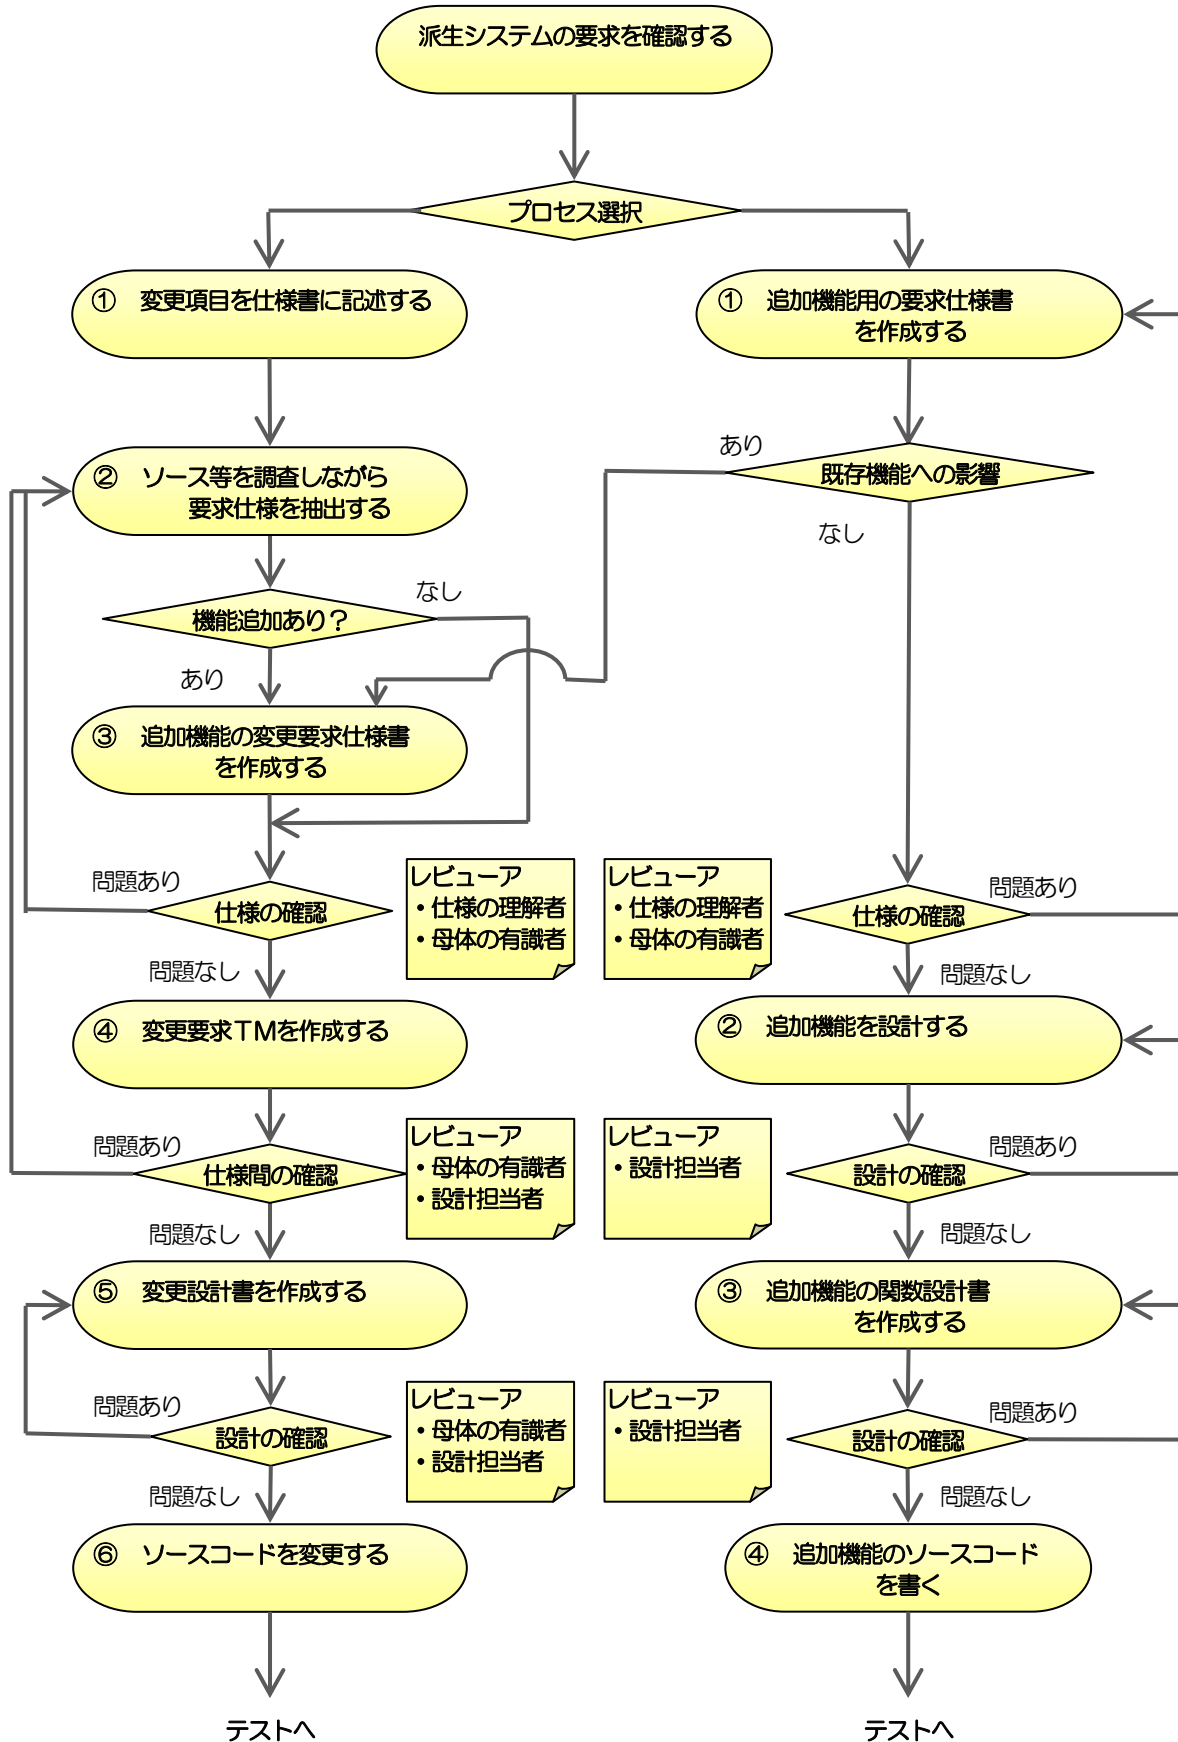 派生システムの要求を確認する
プロセス選択
① 変更項目を仕様書に記述する
① 追加機能用の要求仕様書
を作成する
② ソース等を調査しながら
要求仕様を抽出する
あり
既存機能への影響
なし
機能追加あり？
なし
あり
③ 追加機能の変更要求仕様書
を作成する
問題あり
仕様の確認
レビューア
・仕様の理解者
・母体の有識者
レビューア
・仕様の理解者
・母体の有識者
問題あり
仕様の確認
問題なし
問題なし
④ 変更要求ＴＭを作成する
② 追加機能を設計する
問題あり
仕様間の確認
レビューア
・母体の有識者
・設計担当者
レビューア
・設計担当者
問題あり
設計の確認
問題なし
問題なし
⑤ 変更設計書を作成する
③ 追加機能の関数設計書
を作成する
問題あり
設計の確認
レビューア
・母体の有識者
・設計担当者
レビューア
・設計担当者
問題あり
設計の確認
問題なし
問題なし
⑥ ソースコードを変更する
④ 追加機能のソースコード
を書く
テストへ
テストへ